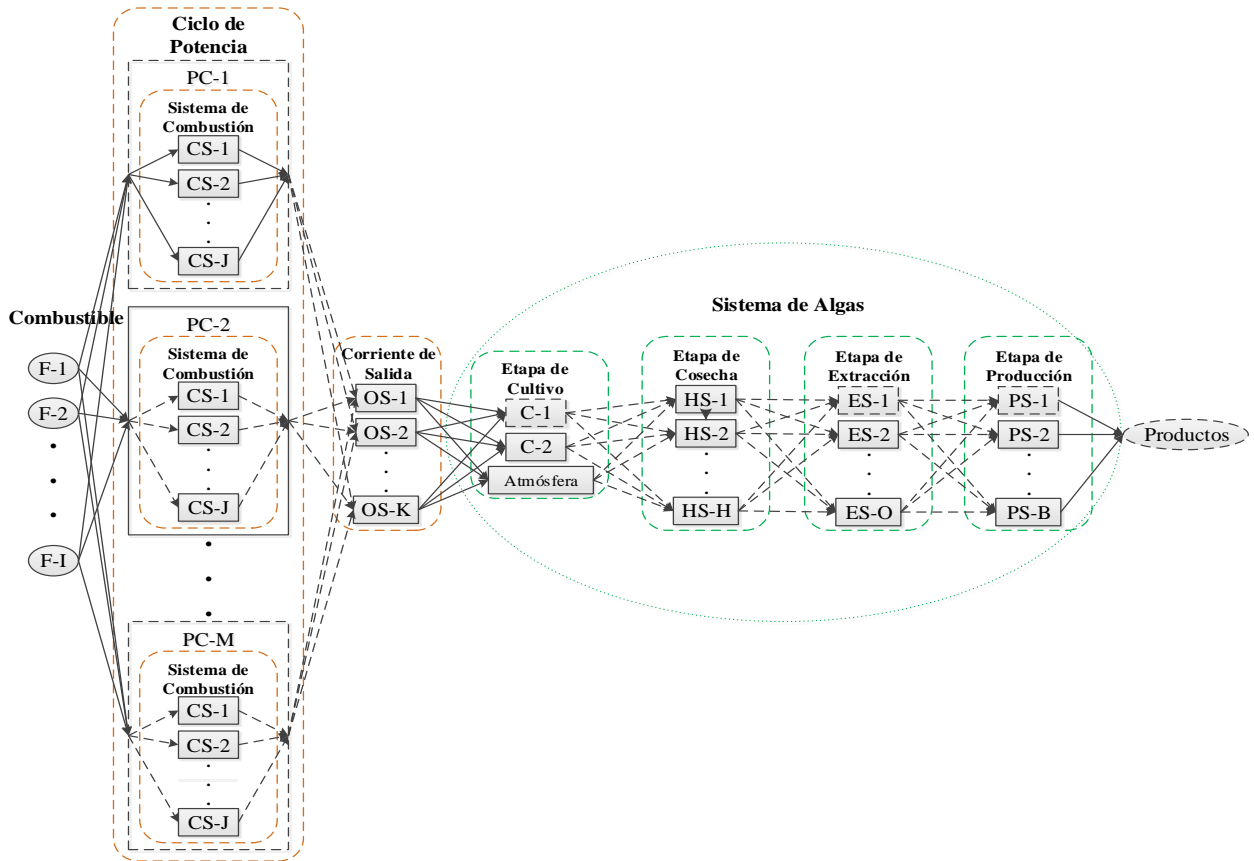 Ciclo de
Potencia
PC-1
Sistema de
Combustión
CS-1
CS-2
CS-J
Combustible
F-1
F-2
F-I
PC-2
Sistema de
Combustión
CS-1
CS-2
CS-J
PC-M
Sistema de
Combustión
CS-1
CS-2
CS-J
Corriente de
Salida
OS-1
OS-2
OS-K
Sistema de Algas
Etapa de
Cultivo
C-1
C-2
Atmósfera
Etapa de
Cosecha
HS-1
HS-2
HS-H
Etapa de
Extracción
ES-1
ES-2
ES-O
Etapa de
Producción
PS-1
PS-2
PS-B
Productos